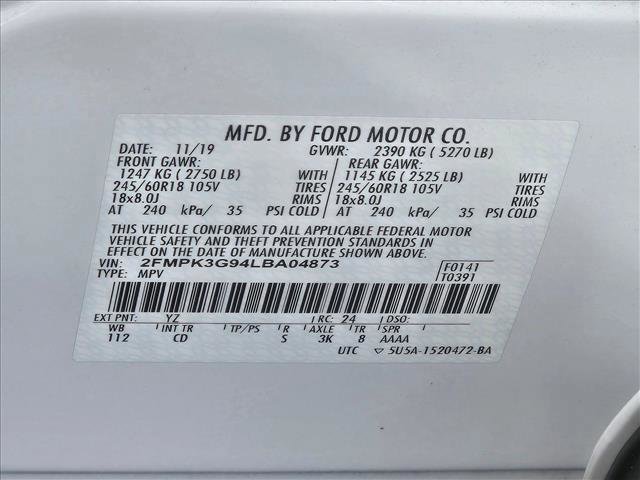 MFD. BY FORD MOTOR CO.
DATE: 11/19 GVWR: 2390 KG ( 5270 LB)
FRONT GAWR: REAR GAWR:
1247 KG ( 2750 LB) WITH 1145 KG ( 2525 LB) WITH
245/60R18 105V TIRES 245/60R18 105V TIRES
18x8.0J RIMS 18x8.0J RIMS
AT 240 kPa/ 35 PSI COLD AT 240 kPa/ 35 PSI COLD
THIS VEHICLE CONFORMS TO ALL APPLICABLE FEDERAL MOTOR
VEHICLE SAFETY AND THEFT PREVENTION STANDARDS IN
EFFECT ON THE DATE OF MANUFACTURE SHOWN ABOVE.
VIN: 2FMPK3G94LBA04873 F0141
TYPE: MPV T0391
EXT PNT: YZ RC: 24 DSO:
WB INT TR TP/PS R AXLE TR SPR
112 CD S 3K 8 AAAA
UTC ▽ 5U5A-1520472-BA